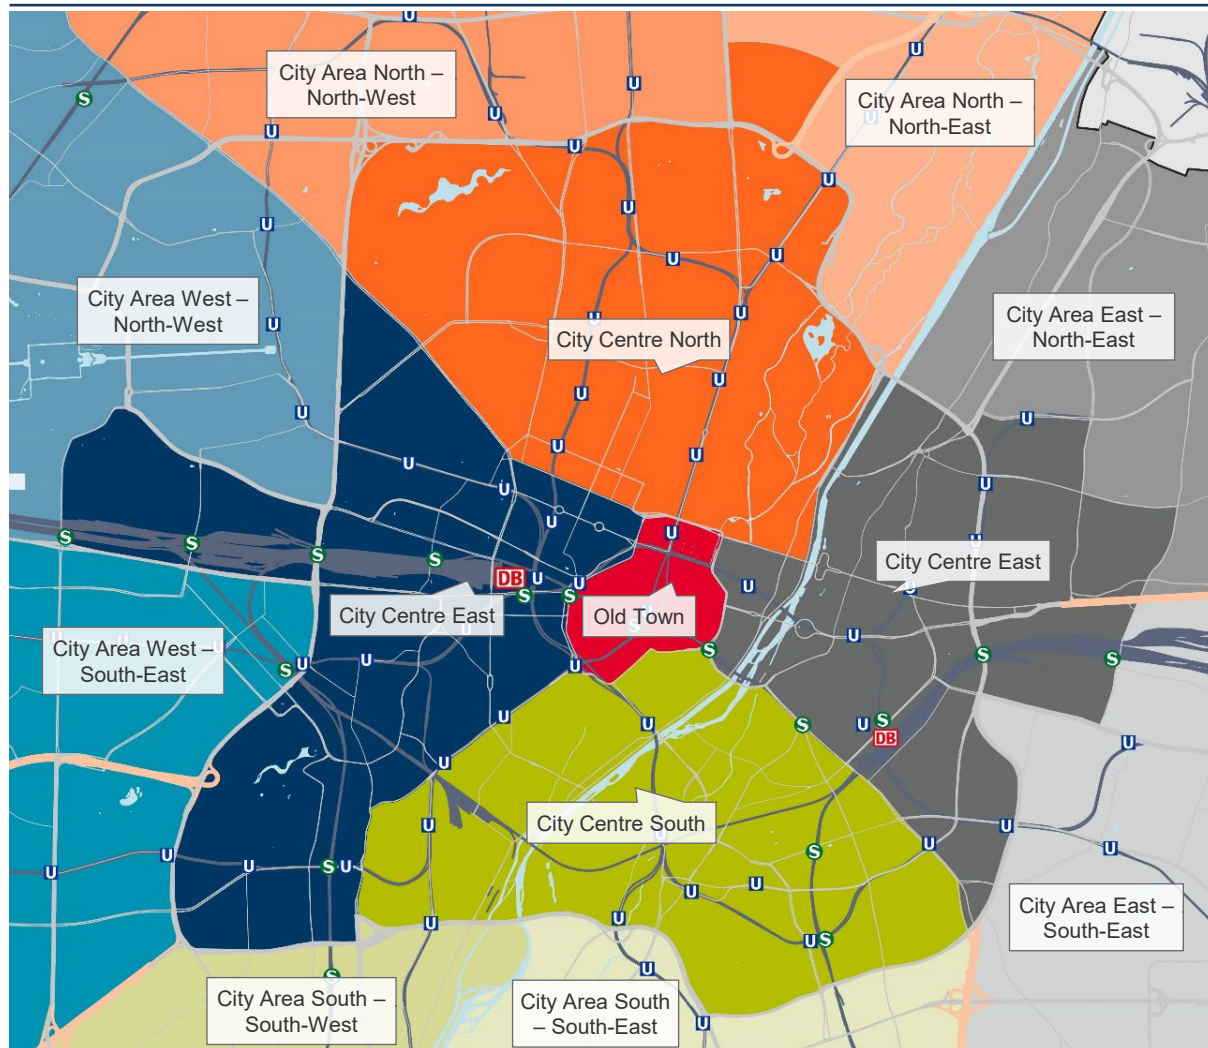 City Area North –
North-West
City Area North –
North-East
City Area West –
North-West
City Area East –
North-East
City Centre North
City Centre East
DB
City Centre East
Old Town
City Area West –
South-East
DB
City Centre South
City Area East –
South-East
City Area South –
South-West
City Area South
– South-East